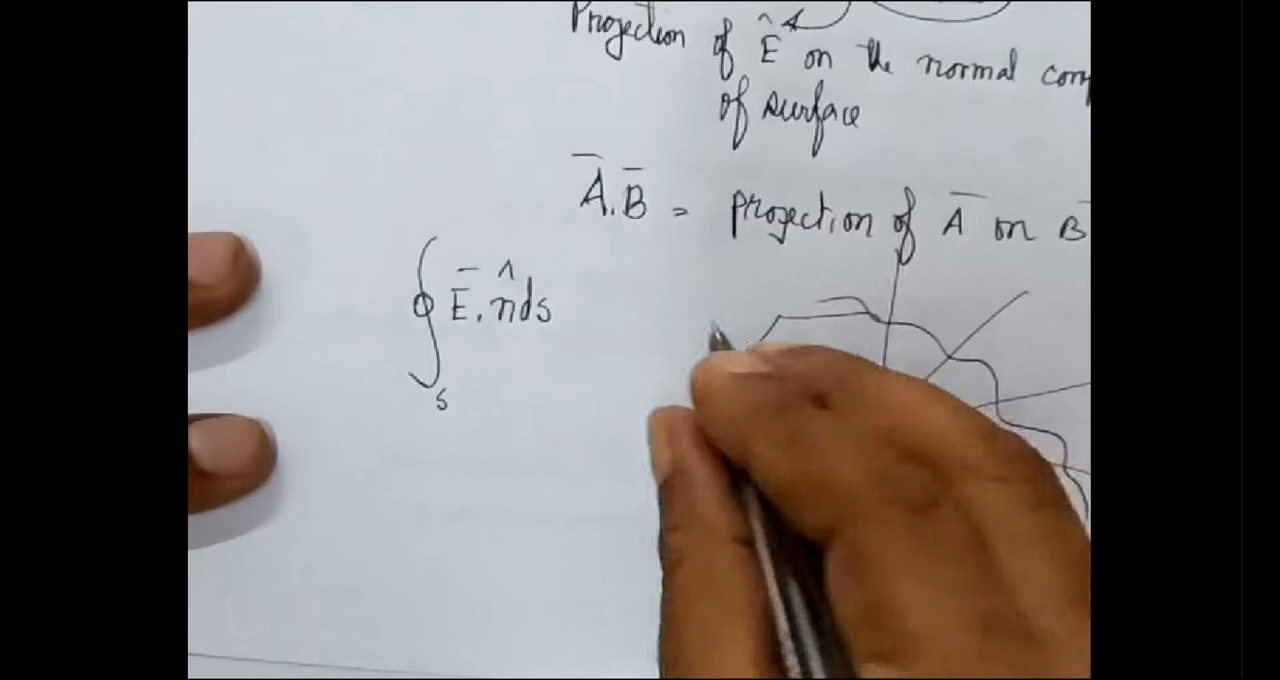 Projection of Ê on the normal
of surface
A̅.B̅ = Projection of A̅ on B̅
∮s E̅.n̂ds